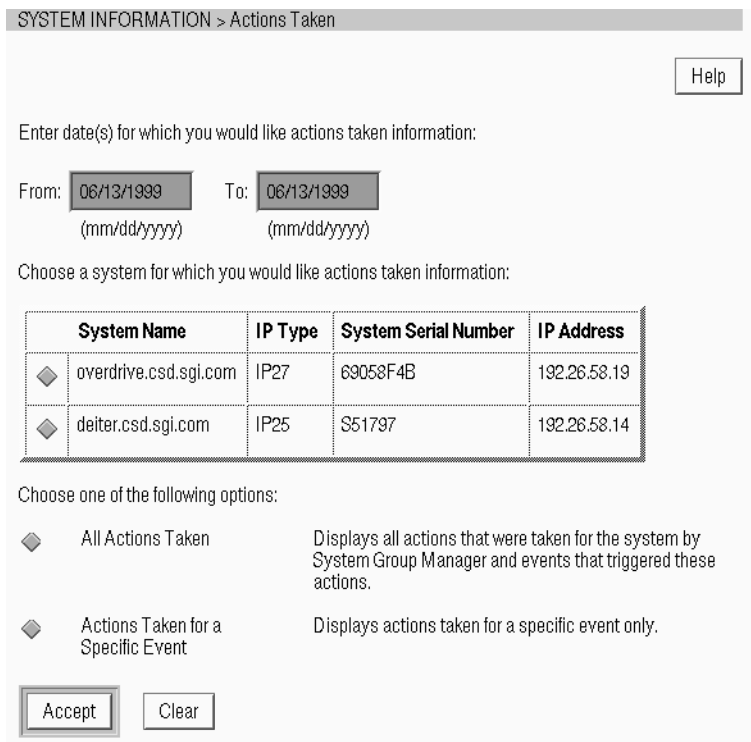 SYSTEM INFORMATION > Actions Taken
Help
Enter date(s) for which you would like actions taken information:
From: 06/13/1999 To: 06/13/1999
(mm/dd/yyyy) (mm/dd/yyyy)
Choose a system for which you would like actions taken information:
System Name IP Type System Serial Number IP Address
overdrive.csd.sgi.com IP27 69058F4B 192.26.58.19
deiter.csd.sgi.com IP25 S51797 192.26.58.14
Choose one of the following options:
All Actions Taken Displays all actions that were taken for the system by
System Group Manager and events that triggered these
actions.
Actions Taken for a Displays actions taken for a specific event only.
Specific Event
Accept Clear